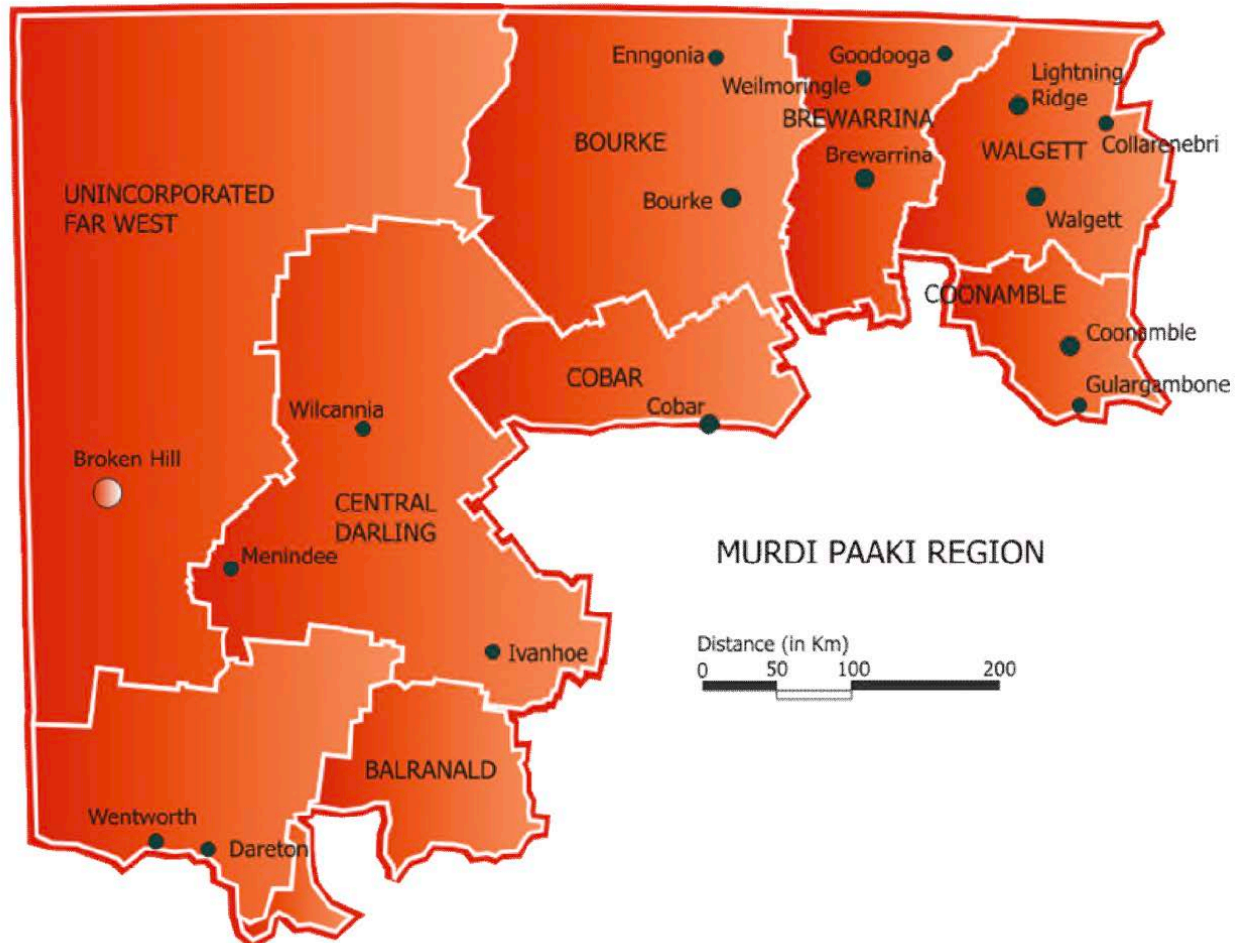 Enngonia
Goodooga
Weilmoringle
Lightning
Ridge
BREWARRINA
BOURKE
Collarenebri
WALGETT
Brewarrina
UNINCORPORATED
FAR WEST
Bourke
Walgett
COONAMBLE
Coonamble
COBAR
Gulargambone
Wilcannia
Cobar
Broken Hill
CENTRAL
DARLING
Menindee
MURDI PAAKI REGION
Distance (in Km)
0 50 100 200
Ivanhoe
BALRANALD
Wentworth
Dareton